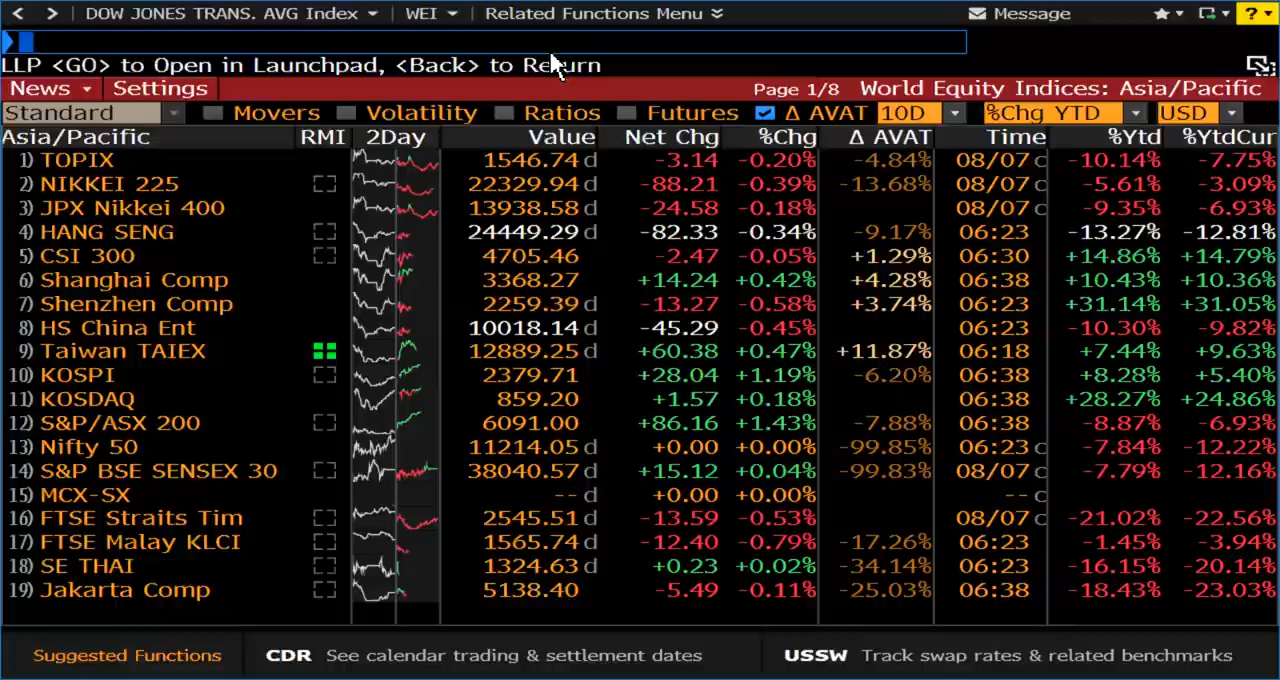 DOW JONES TRANS. AVG Index WEI Related Functions Menu Message ?
LLP <GO> to Open in Launchpad, <Back> to Return
News Settings Page 1/8 World Equity Indices: Asia/Pacific
Standard Movers Volatility Ratios Futures Δ AVAT 10D %Chg YTD USD
Asia/Pacific RMI 2Day Value Net Chg %Chg Δ AVAT Time %Ytd %YtdCur
1) TOPIX 1546.74 d -3.14 -0.20% -4.84% 08/07 c -10.14% -7.75%
2) NIKKEI 225 22329.94 d -88.21 -0.39% -13.68% 08/07 c -5.61% -3.09%
3) JPX Nikkei 400 13938.58 d -24.58 -0.18% 08/07 c -9.35% -6.93%
4) HANG SENG 24449.29 d -82.33 -0.34% -9.17% 06:23 -13.27% -12.81%
5) CSI 300 4705.46 -2.47 -0.05% +1.29% 06:30 +14.86% +14.79%
6) Shanghai Comp 3368.27 +14.24 +0.42% +4.28% 06:38 +10.43% +10.36%
7) Shenzhen Comp 2259.39 d -13.27 -0.58% +3.74% 06:23 +31.14% +31.05%
8) HS China Ent 10018.14 d -45.29 -0.45% 06:23 -10.30% -9.82%
9) Taiwan TAIEX 12889.25 d +60.38 +0.47% +11.87% 06:18 +7.44% +9.63%
10) KOSPI 2379.71 +28.04 +1.19% -6.20% 06:38 +8.28% +5.40%
11) KOSDAQ 859.20 +1.57 +0.18% 06:38 +28.27% +24.86%
12) S&P/ASX 200 6091.00 +86.16 +1.43% -7.88% 06:38 -8.87% -6.93%
13) Nifty 50 11214.05 d +0.00 +0.00% -99.85% 06:23 c -7.84% -12.22%
14) S&P BSE SENSEX 30 38040.57 d +15.12 +0.04% -99.83% 08/07 c -7.79% -12.16%
15) MCX-SX -- d +0.00 +0.00% -- c
16) FTSE Straits Tim 2545.51 d -13.59 -0.53% 08/07 c -21.02% -22.56%
17) FTSE Malay KLCI 1565.74 d -12.40 -0.79% -17.26% 06:23 -1.45% -3.94%
18) SE THAI 1324.63 d +0.23 +0.02% -34.14% 06:23 -16.15% -20.14%
19) Jakarta Comp 5138.40 -5.49 -0.11% -25.03% 06:38 -18.43% -23.03%
Suggested Functions CDR See calendar trading & settlement dates USSW Track swap rates & related benchmarks